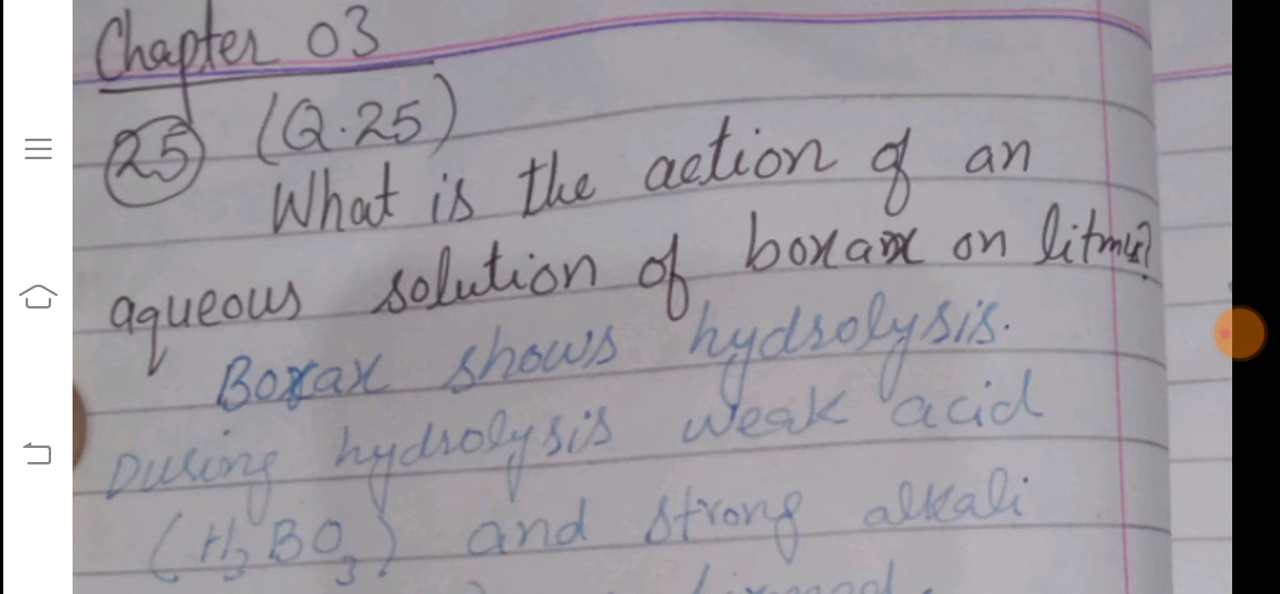 Chapter 03
25 (Q.25)
What is the action of an
aqueous solution of borax on litmus?
Borax shows hydrolysis.
During hydrolysis weak acid
(H3BO3) and strong alkali
formed.